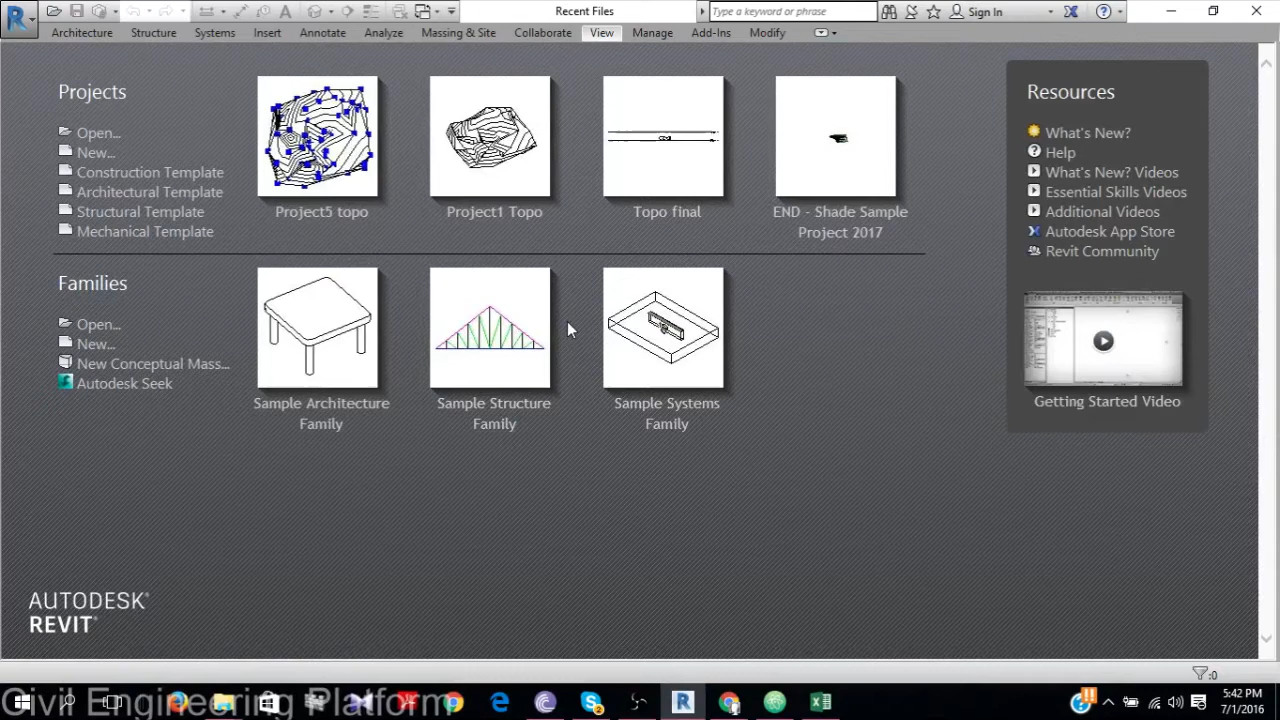 Recent Files
Type a keyword or phrase
Sign In
Architecture
Structure
Systems
Insert
Annotate
Analyze
Massing & Site
Collaborate
View
Manage
Add-Ins
Modify
Projects
Open...
New...
Construction Template
Architectural Template
Structural Template
Mechanical Template
Project5 topo
Project1 Topo
Topo final
END - Shade Sample
Project 2017
Families
Open...
New...
New Conceptual Mass...
Autodesk Seek
Sample Architecture
Family
Sample Structure
Family
Sample Systems
Family
Resources
What's New?
Help
What's New? Videos
Essential Skills Videos
Additional Videos
Autodesk App Store
Revit Community
Getting Started Video
AUTODESK®
REVIT®
:0
Civil Engineering Platform
5:42 PM
7/1/2016